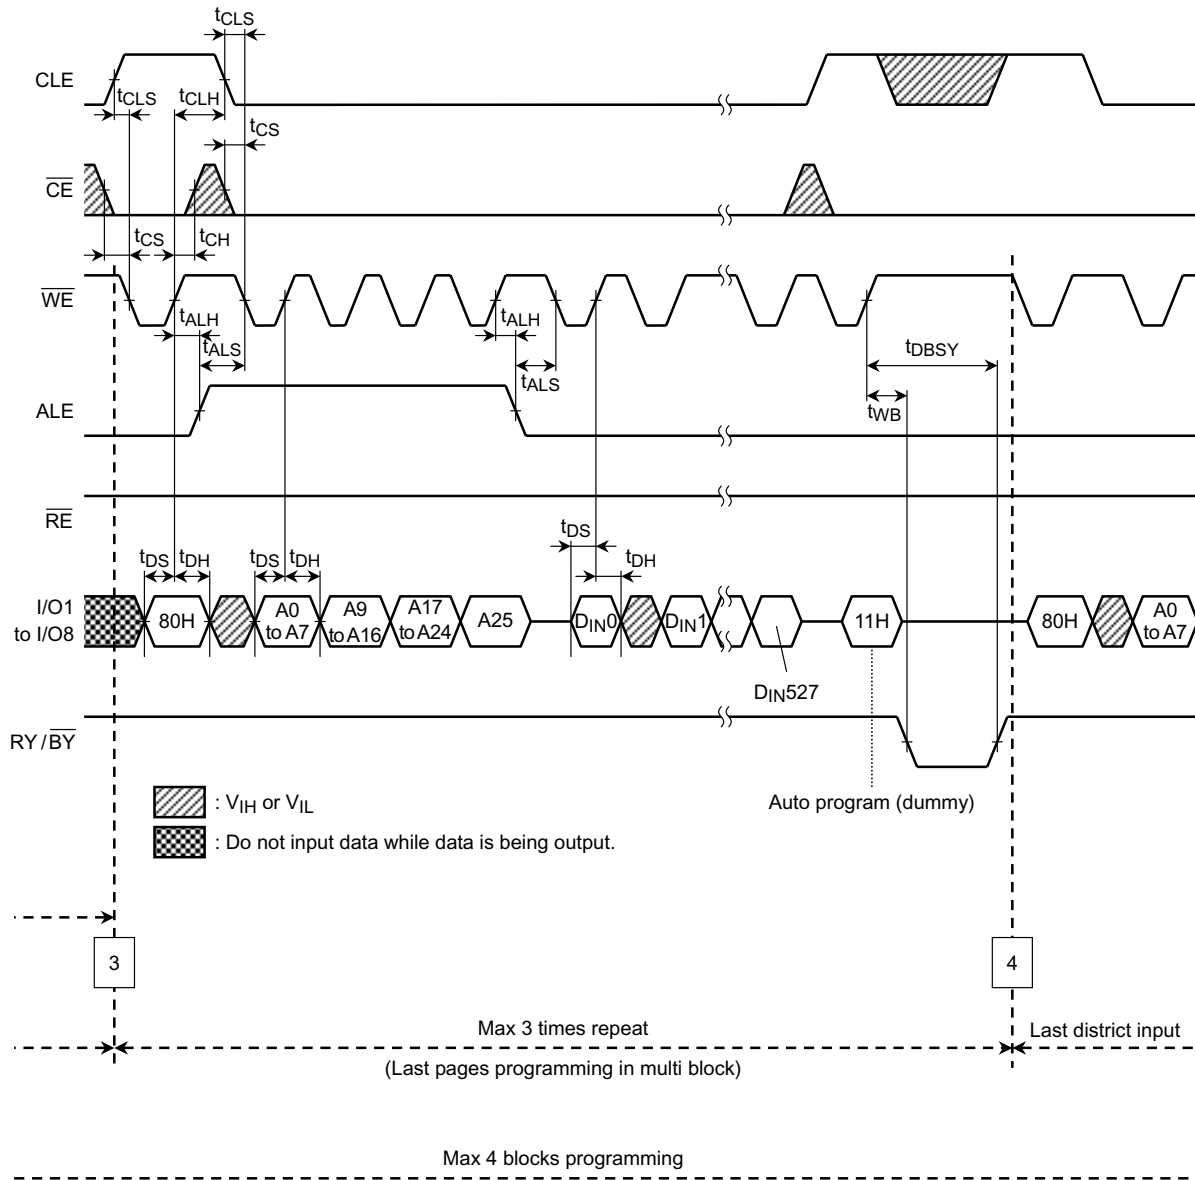 tCLS
CLE
tCLS tCLH
tCS
CE
tCS tCH
WE
tALH tALH
tALS tDBSY
tALS
ALE tWB
RE
tDS
tDS tDH tDS tDH tDH
I/O1
to I/O8
80H
A0
to A7
A9
to A16
A17
to A24
A25
DIN0
DIN1
11H
80H
A0
to A7
DIN527
RY / BY
: VIH or VIL
Auto program (dummy)
: Do not input data while data is being output.
3
4
Max 3 times repeat
Last district input
(Last pages programming in multi block)
Max 4 blocks programming